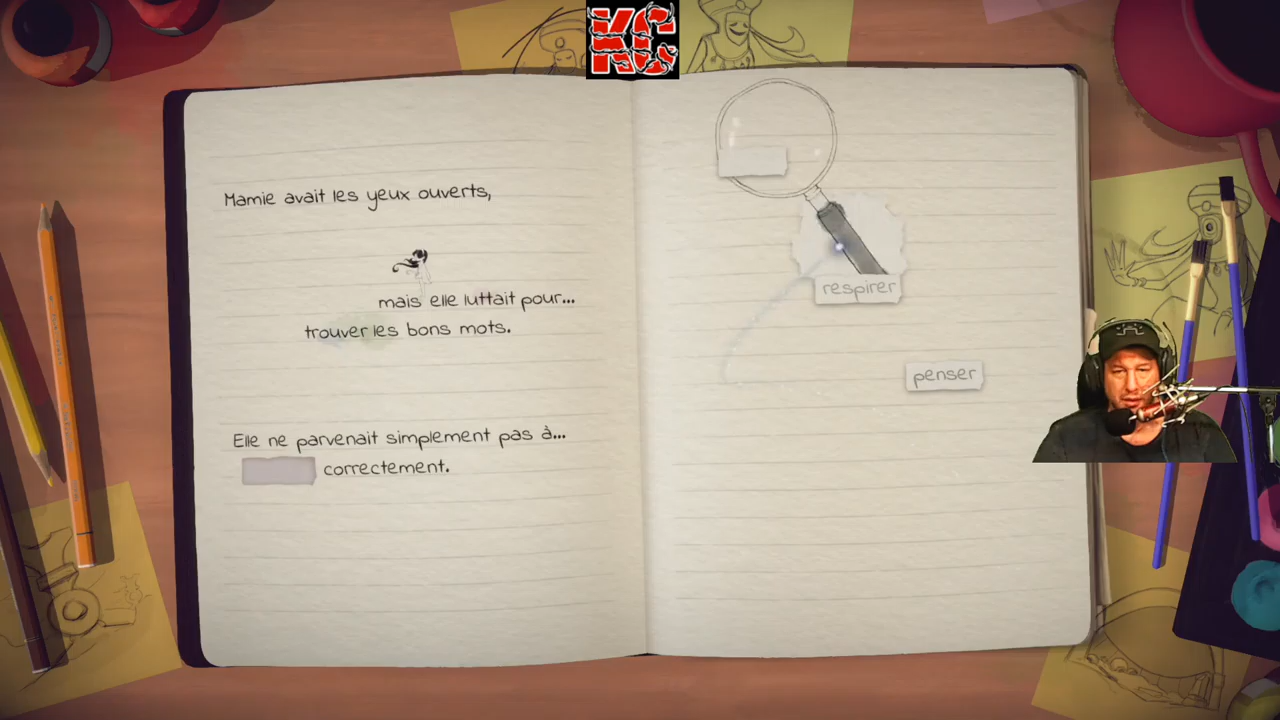 KC
Mamie avait les yeux ouverts,
mais elle luttait pour...
trouver les bons mots.
Elle ne parvenait simplement pas à...
correctement.
respirer
penser